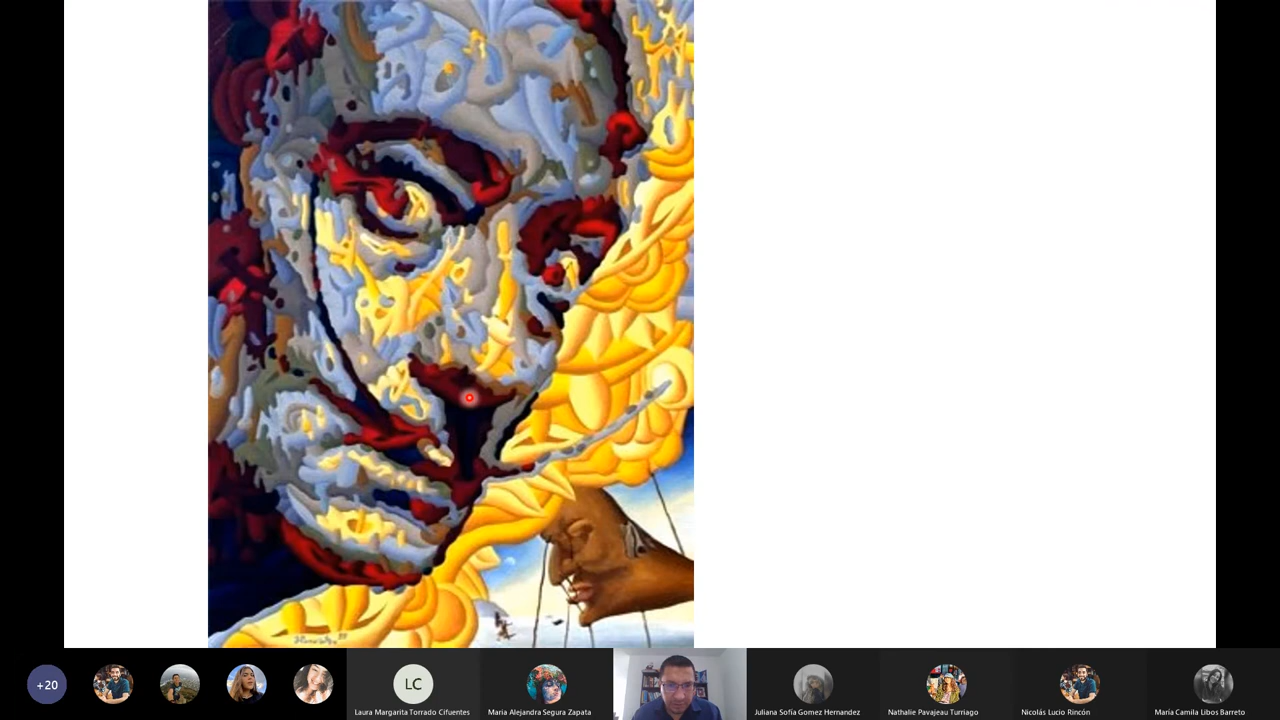 +20
LC
Laura Margarita Torrado Cifuentes
Maria Alejandra Segura Zapata
Juliana Sofía Gomez Hernandez
Nathalie Pavajeau Turriago
Nicolás Lucio Rincón
María Camila Libos Barreto